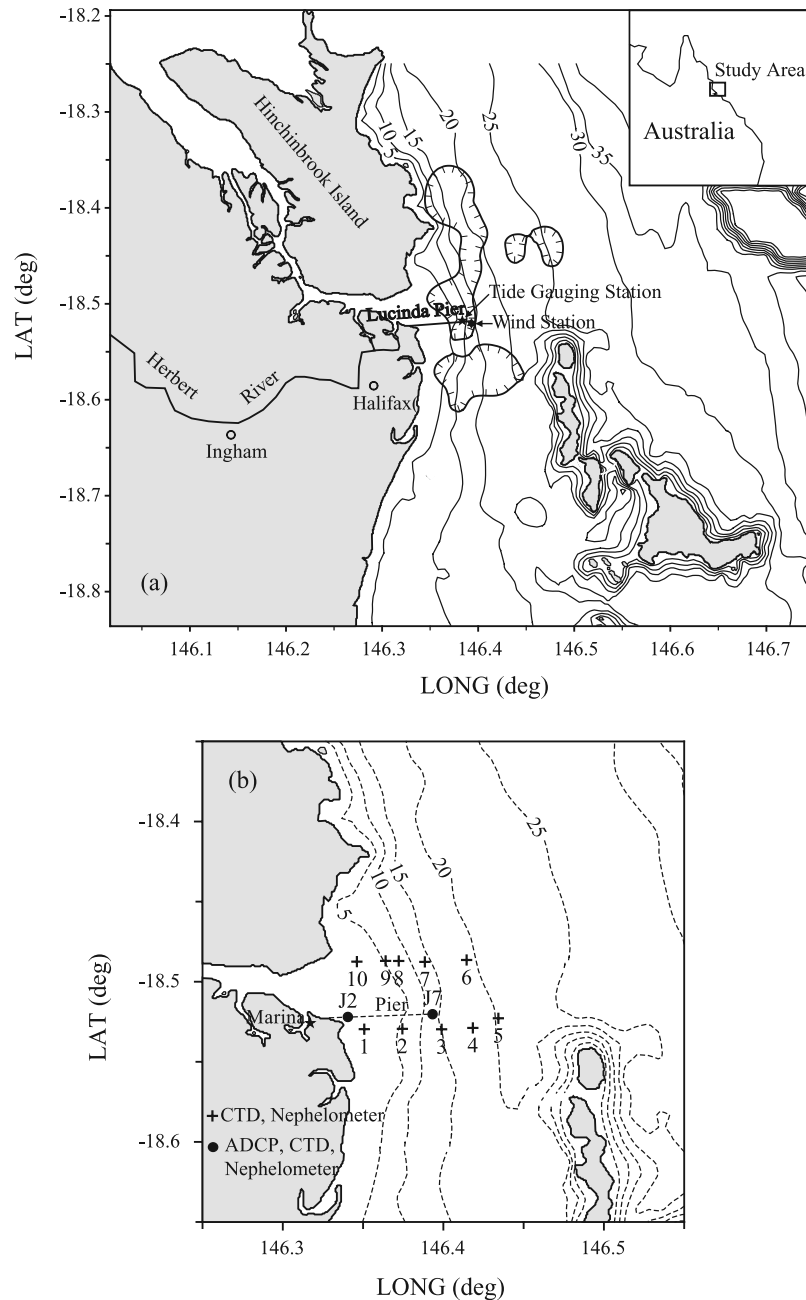 -18.2
-18.3
-18.4
-18.5
-18.6
-18.7
-18.8
LAT (deg)
Hinchinbrook Island
5
10
15
20
25
30
35
Study Area
Australia
Tide Gauging Station
Lucinda Pier
Wind Station
Herbert
River
Halifax
Ingham
(a)
146.1
146.2
146.3
146.4
146.5
146.6
146.7
LONG (deg)
(b)
-18.4
-18.5
-18.6
LAT (deg)
5
10
15
20
25
10
9
8
7
6
J2
Pier
J7
Marina
1
2
3
4
5
CTD, Nephelometer
ADCP, CTD,
Nephelometer
146.3
146.4
146.5
LONG (deg)